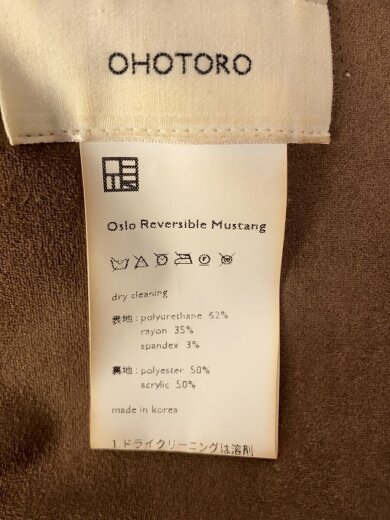 OHOTORO
Oslo Reversible Mustang
dry cleaning
表地 : polyurethane 62%
rayon 35%
spandex 3%
裏地 : polyester 50%
acrylic 50%
made in korea
1.ドライクリーニングは溶剤